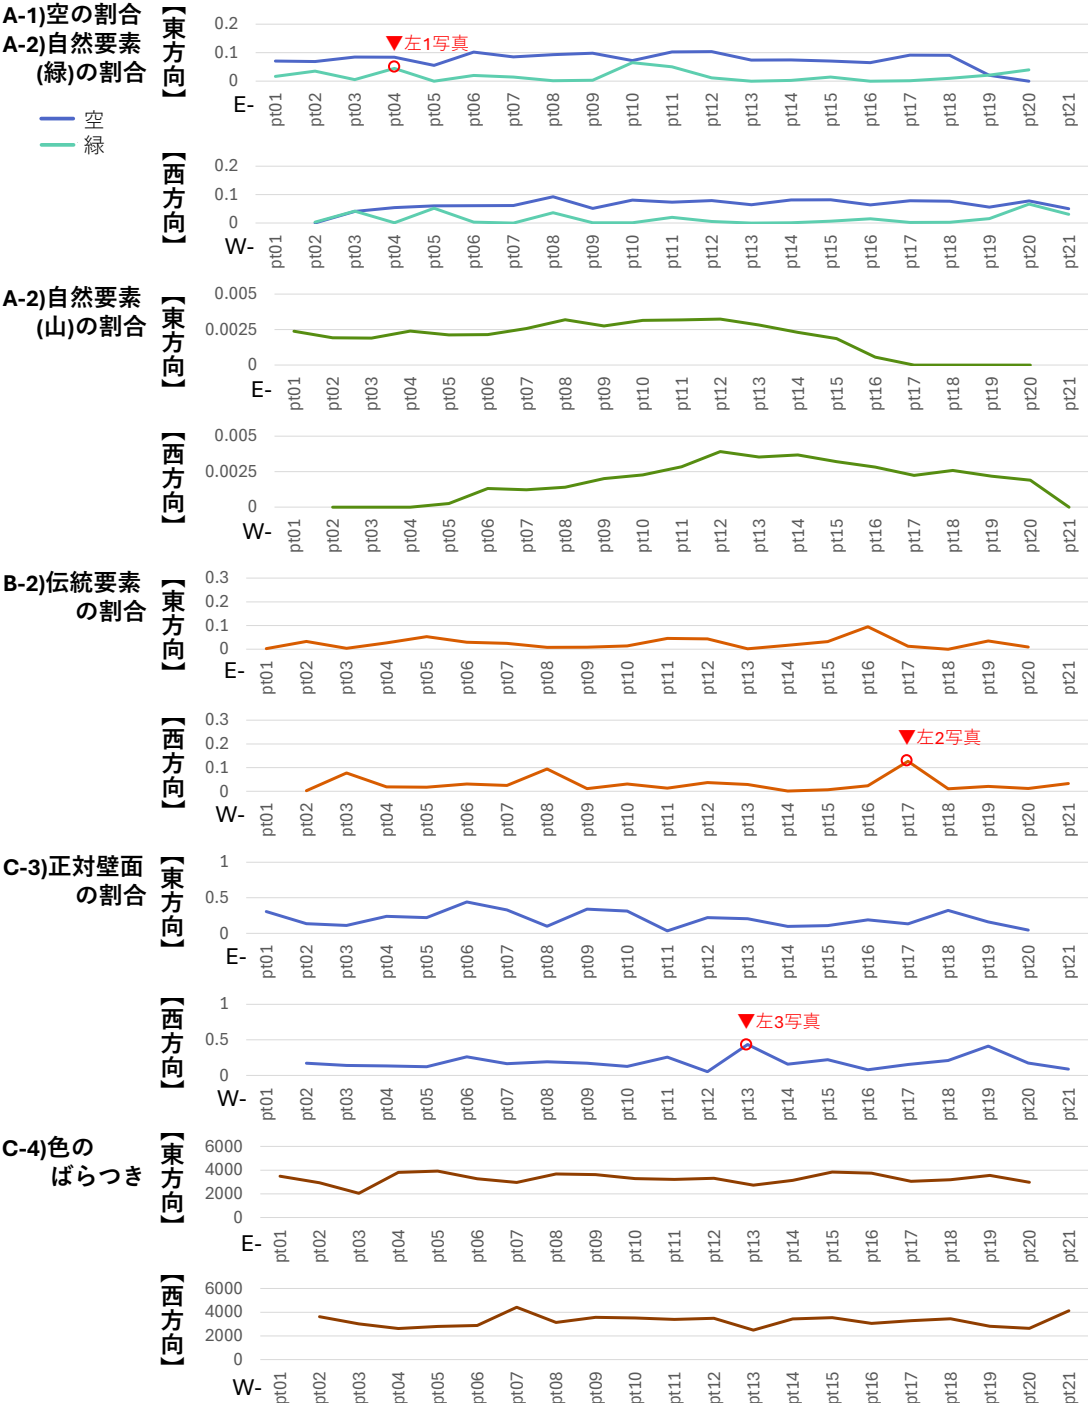 A-1)空の割合
A-2)自然要素
(緑)の割合
空
緑
【東方向】
0.2
0.1
0
▼左1写真
E-
pt01 pt02 pt03 pt04 pt05 pt06 pt07 pt08 pt09 pt10 pt11 pt12 pt13 pt14 pt15 pt16 pt17 pt18 pt19 pt20 pt21
【西方向】
0.2
0.1
0
W-
pt01 pt02 pt03 pt04 pt05 pt06 pt07 pt08 pt09 pt10 pt11 pt12 pt13 pt14 pt15 pt16 pt17 pt18 pt19 pt20 pt21
A-2)自然要素
(山)の割合
【東方向】
0.005
0.0025
0
E-
pt01 pt02 pt03 pt04 pt05 pt06 pt07 pt08 pt09 pt10 pt11 pt12 pt13 pt14 pt15 pt16 pt17 pt18 pt19 pt20 pt21
【西方向】
0.005
0.0025
0
W-
pt01 pt02 pt03 pt04 pt05 pt06 pt07 pt08 pt09 pt10 pt11 pt12 pt13 pt14 pt15 pt16 pt17 pt18 pt19 pt20 pt21
B-2)伝統要素
の割合
【東方向】
0.3
0.2
0.1
0
E-
pt01 pt02 pt03 pt04 pt05 pt06 pt07 pt08 pt09 pt10 pt11 pt12 pt13 pt14 pt15 pt16 pt17 pt18 pt19 pt20 pt21
【西方向】
0.3
0.2
0.1
0
▼左2写真
W-
pt01 pt02 pt03 pt04 pt05 pt06 pt07 pt08 pt09 pt10 pt11 pt12 pt13 pt14 pt15 pt16 pt17 pt18 pt19 pt20 pt21
C-3)正対壁面
の割合
【東方向】
1
0.5
0
E-
pt01 pt02 pt03 pt04 pt05 pt06 pt07 pt08 pt09 pt10 pt11 pt12 pt13 pt14 pt15 pt16 pt17 pt18 pt19 pt20 pt21
【西方向】
1
0.5
0
▼左3写真
W-
pt01 pt02 pt03 pt04 pt05 pt06 pt07 pt08 pt09 pt10 pt11 pt12 pt13 pt14 pt15 pt16 pt17 pt18 pt19 pt20 pt21
C-4)色の
ばらつき
【東方向】
6000
4000
2000
0
E-
pt01 pt02 pt03 pt04 pt05 pt06 pt07 pt08 pt09 pt10 pt11 pt12 pt13 pt14 pt15 pt16 pt17 pt18 pt19 pt20 pt21
【西方向】
6000
4000
2000
0
W-
pt01 pt02 pt03 pt04 pt05 pt06 pt07 pt08 pt09 pt10 pt11 pt12 pt13 pt14 pt15 pt16 pt17 pt18 pt19 pt20 pt21